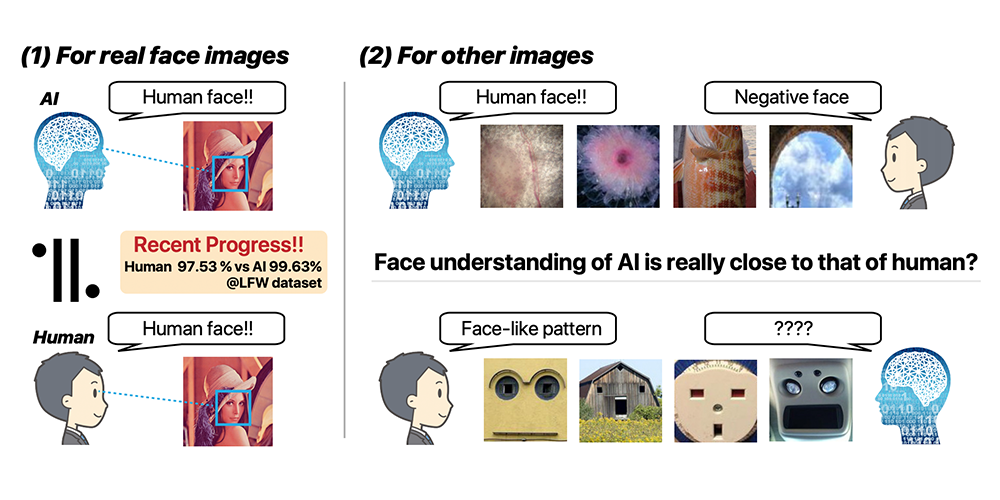 (1) For real face images
AI
Human face!!
Recent Progress!!
Human 97.53 % vs AI 99.63%
@LFW dataset
Human
Human face!!
(2) For other images
Human face!!
Negative face
Face understanding of AI is really close to that of human?
Face-like pattern
????